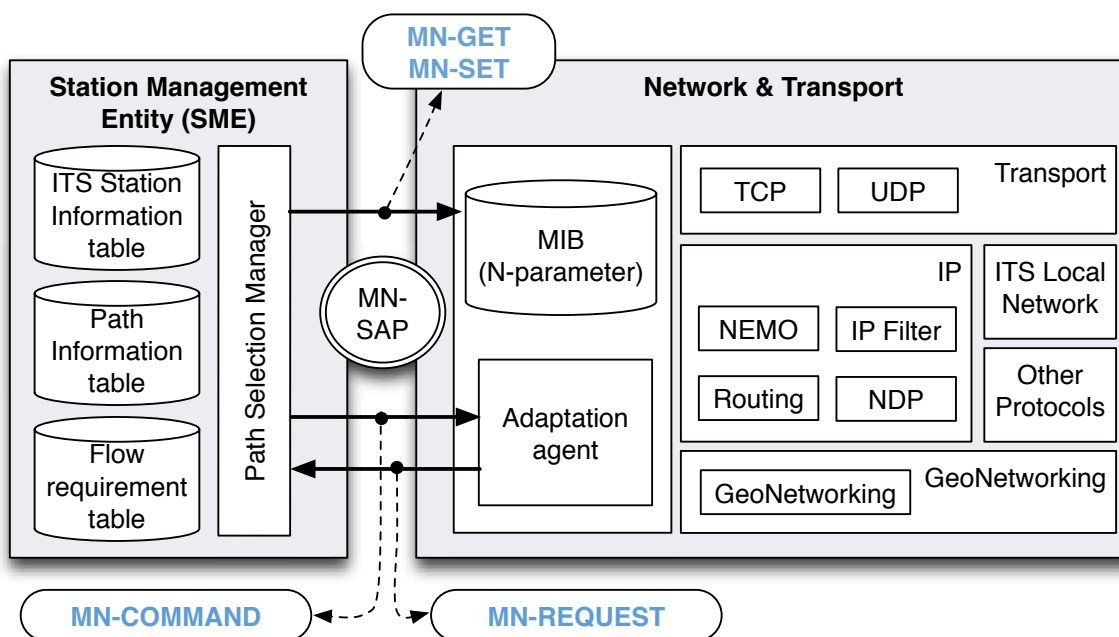 MN-GET
MN-SET
Station Management
Entity (SME)
ITS Station
Information
table
Path
Information
table
Flow
requirement
table
Path Selection Manager
MN-
SAP
Network & Transport
MIB
(N-parameter)
Adaptation
agent
Transport
TCP
UDP
IP
NEMO
IP Filter
Routing
NDP
ITS Local
Network
Other
Protocols
GeoNetworking
GeoNetworking
MN-COMMAND
MN-REQUEST